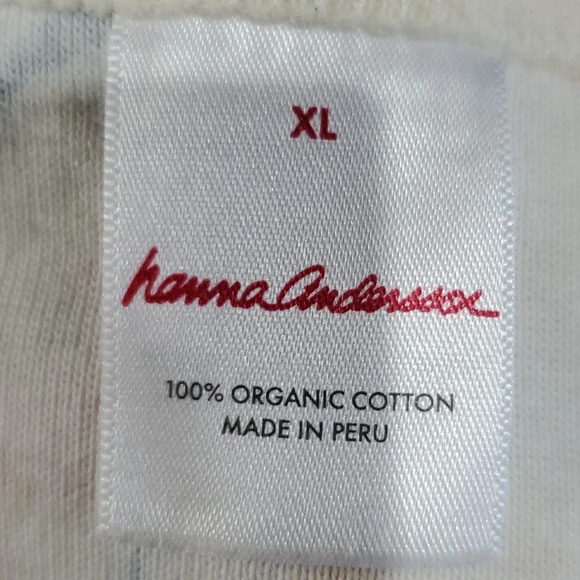 XL
hanna andersson
100% ORGANIC COTTON
MADE IN PERU